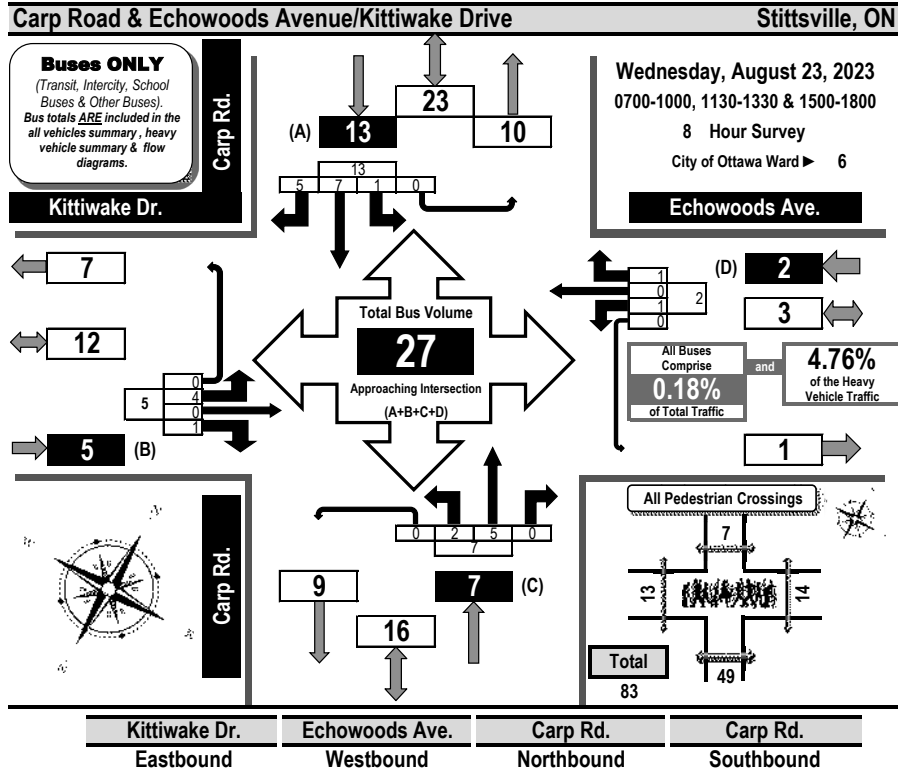 Carp Road & Echowoods Avenue/Kittiwake Drive Stittsville, ON
Buses ONLY
(Transit, Intercity, School
Buses & Other Buses).
Bus totals ARE included in the
all vehicles summary , heavy
vehicle summary & flow
diagrams.
Carp Rd.
Kittiwake Dr.
23
(A) 13
10
13
5 7 1 0
Wednesday, August 23, 2023
0700-1000, 1130-1330 & 1500-1800
8 Hour Survey
City of Ottawa Ward ► 6
Echowoods Ave.
7
12
0
4
0
1
5
5 (B)
Total Bus Volume
27
Approaching Intersection
(A+B+C+D)
1
0
1
0
2
(D) 2
3
All Buses
Comprise
0.18%
of Total Traffic
and
4.76%
of the Heavy
Vehicle Traffic
1
Carp Rd.
0 2 5 0
7
9
7 (C)
16
All Pedestrian Crossings
7
13
14
49
Total
83
Kittiwake Dr. Echowoods Ave. Carp Rd. Carp Rd.
Eastbound Westbound Northbound Southbound